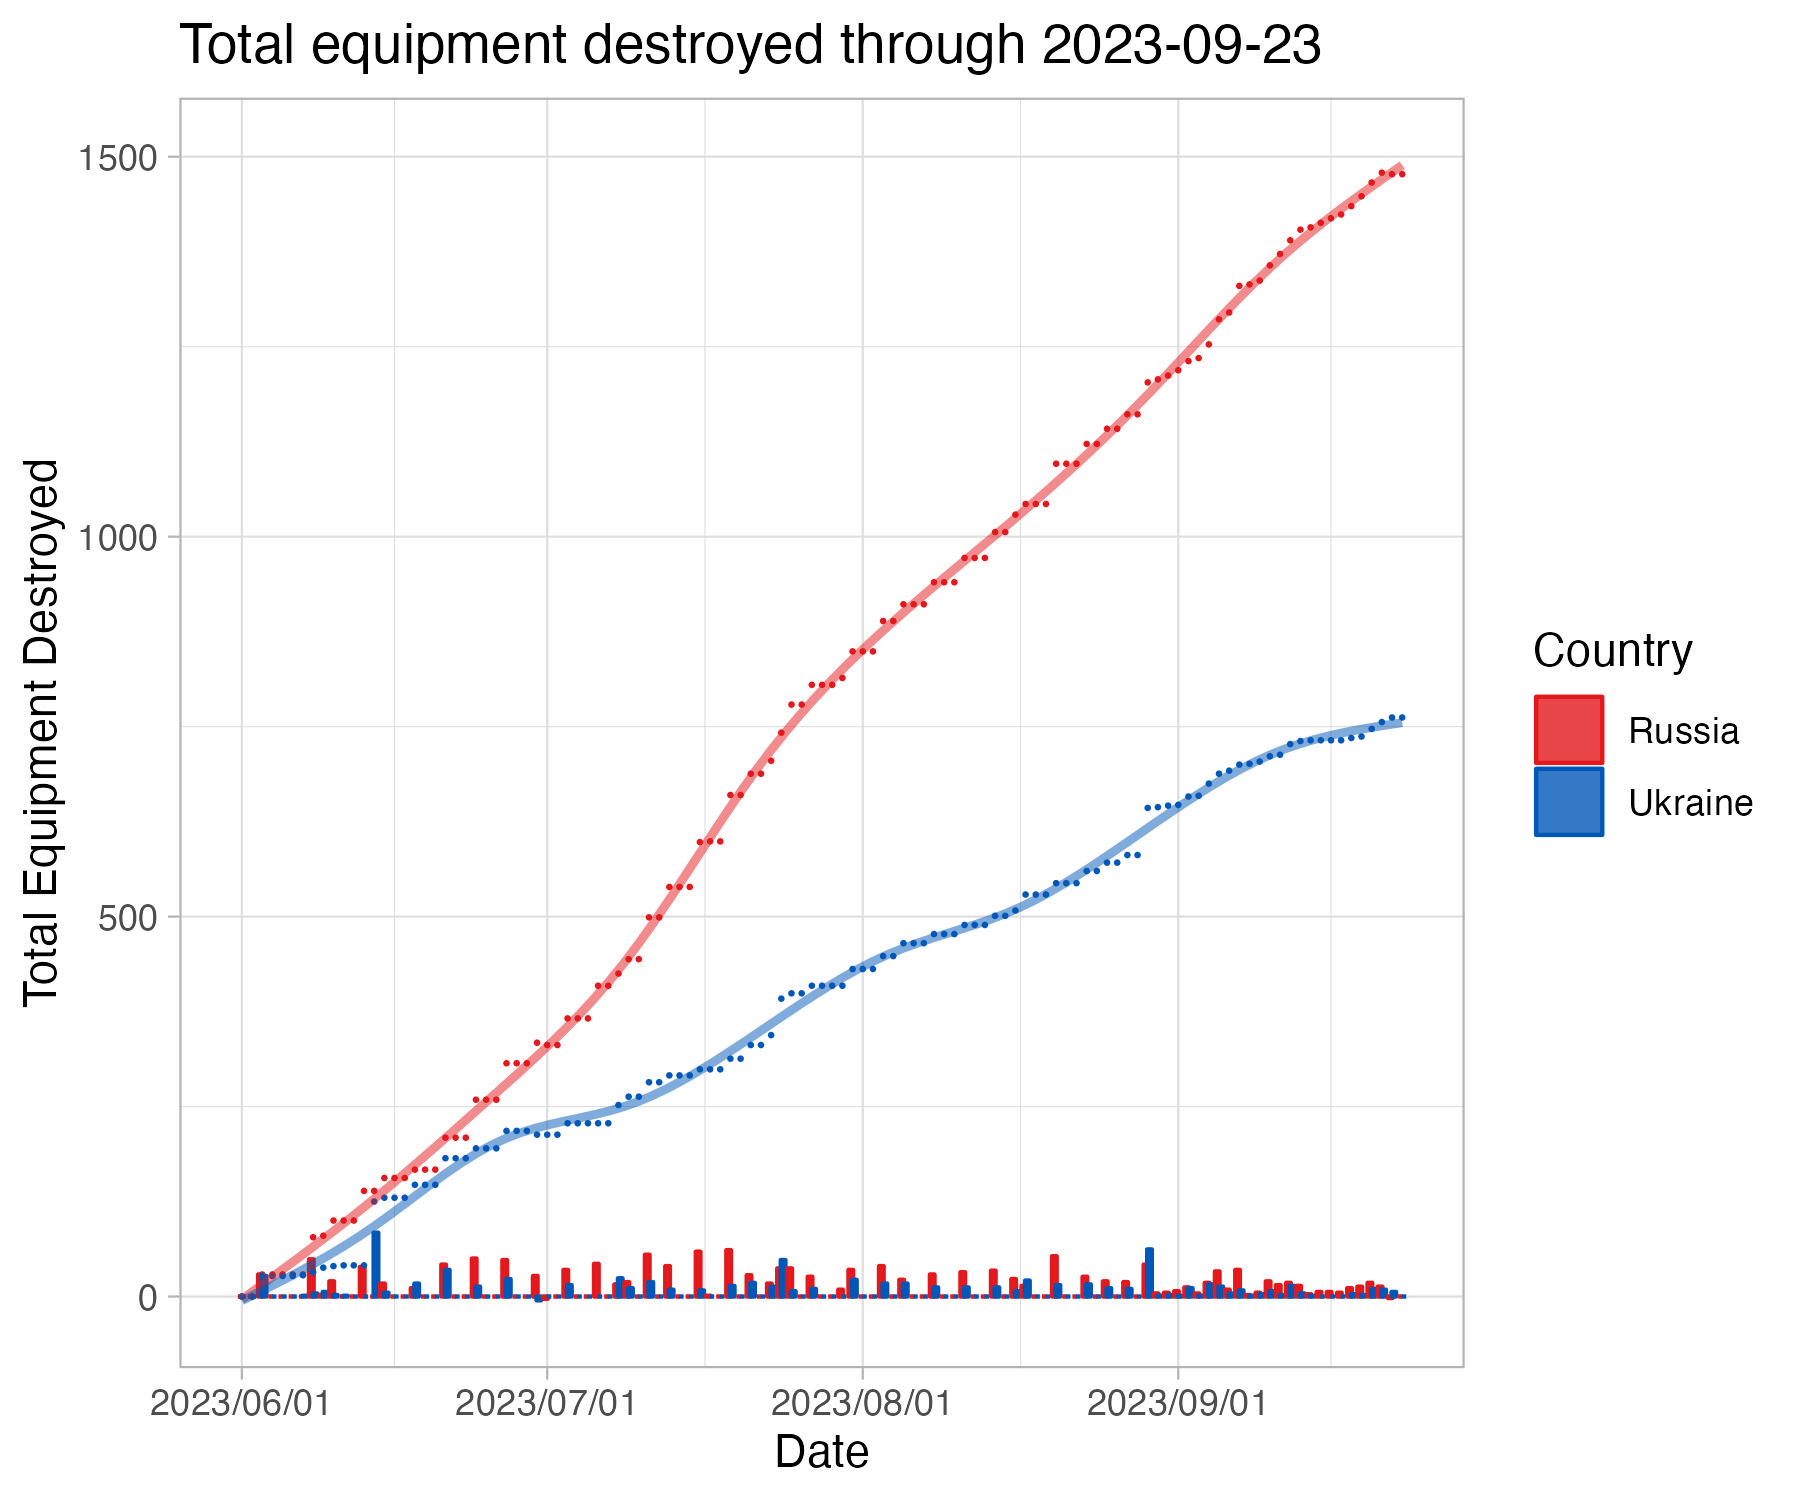 Total equipment destroyed through 2023-09-23
Total Equipment Destroyed
1500
1000
500
0
2023/06/01
2023/07/01
2023/08/01
2023/09/01
Date
Country
Russia
Ukraine